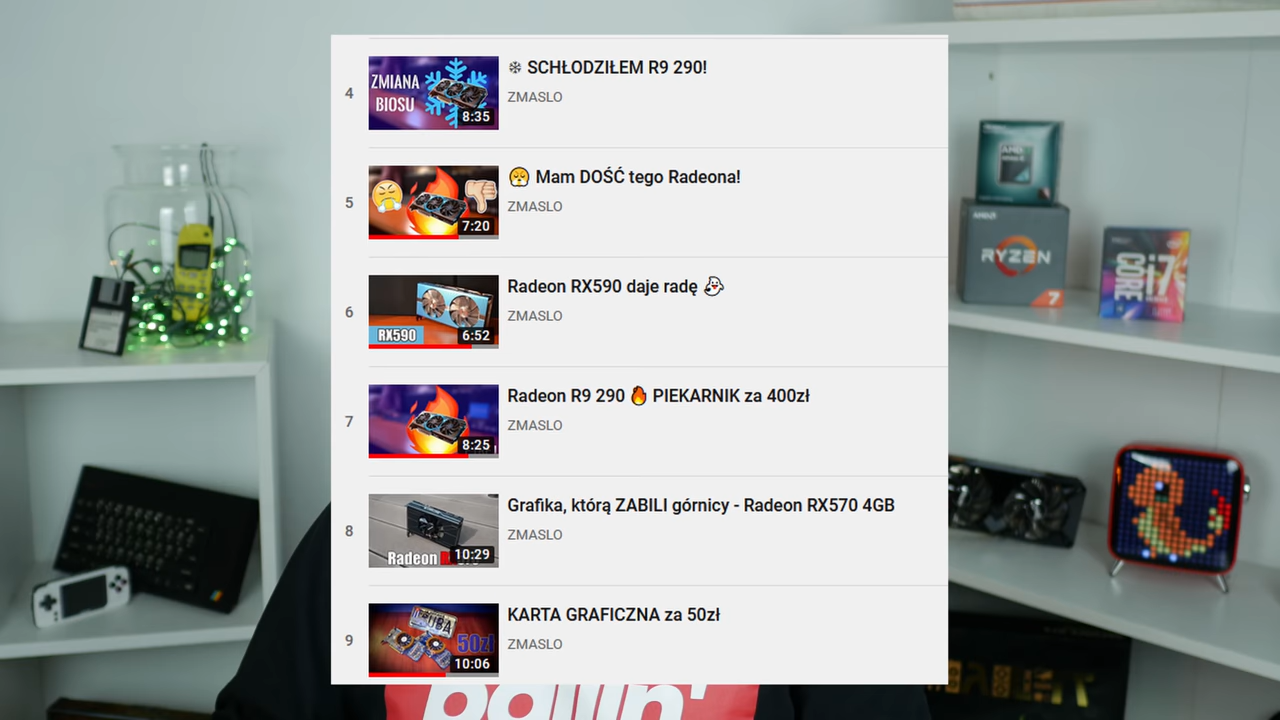 4
ZMIANA
BIOSU
8:35
❄ SCHŁODZIŁEM R9 290!
ZMASLO
5
7:20
😤 Mam DOŚĆ tego Radeona!
ZMASLO
6
RX590
6:52
Radeon RX590 daje radę 👻
ZMASLO
7
8:25
Radeon R9 290 🔥 PIEKARNIK za 400zł
ZMASLO
8
Radeon
10:29
Grafika, którą ZABILI górnicy - Radeon RX570 4GB
ZMASLO
9
50zł
10:06
KARTA GRAFICZNA za 50zł
ZMASLO
AMD
AMD
RYZEN
7
CORE
i7
ballin'